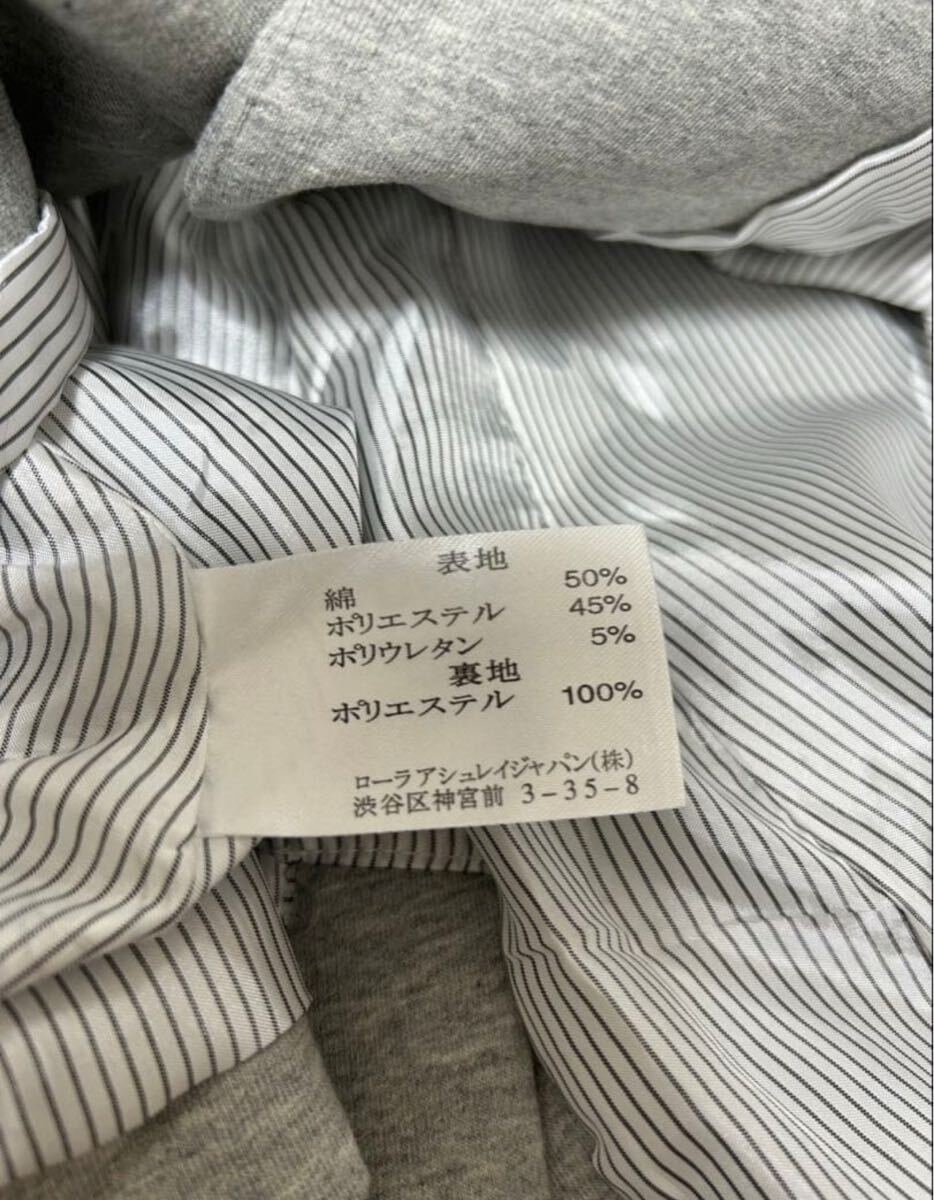 表地
綿 50%
ポリエステル 45%
ポリウレタン 5%
裏地
ポリエステル 100%
ローラアシュレイジャパン(株)
渋谷区神宮前 3-35-8